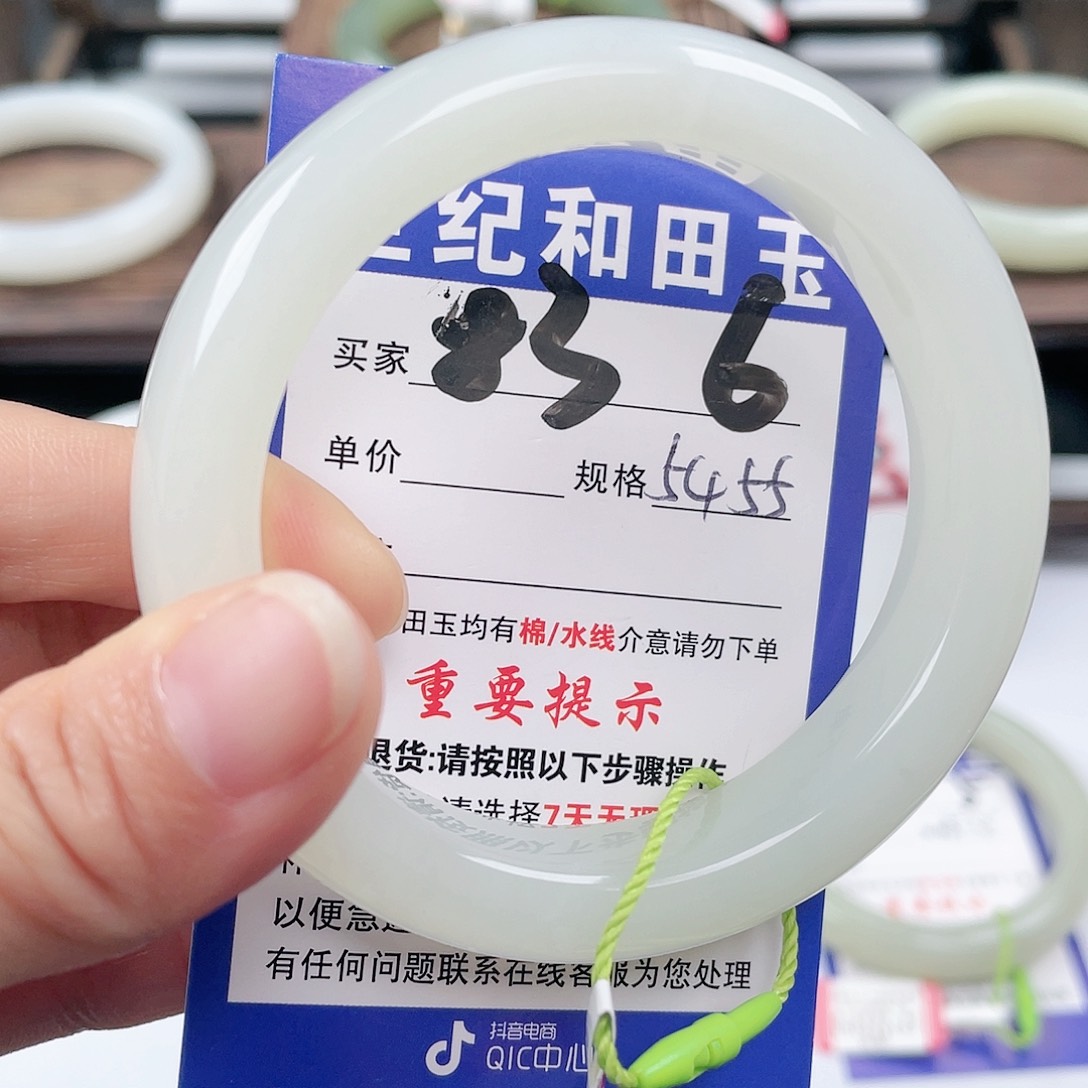 纪和田玉
买家 836
单价 规格 5455
田玉均有棉/水线介意请勿下单
重要提示
退货:请按照以下步骤操作
请选择7天无理
以便急
有任何问题联系在线客服为您处理
抖音电商
QIC中心